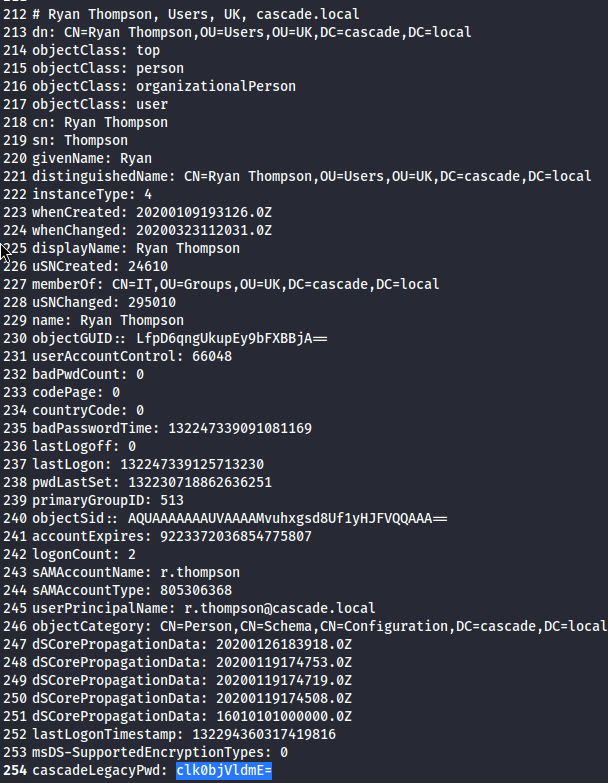 212 # Ryan Thompson, Users, UK, cascade.local
213 dn: CN=Ryan Thompson,OU=Users,OU=UK,DC=cascade,DC=local
214 objectClass: top
215 objectClass: person
216 objectClass: organizationalPerson
217 objectClass: user
218 cn: Ryan Thompson
219 sn: Thompson
220 givenName: Ryan
221 distinguishedName: CN=Ryan Thompson,OU=Users,OU=UK,DC=cascade,DC=local
222 instanceType: 4
223 whenCreated: 20200109193126.0Z
224 whenChanged: 20200323112031.0Z
225 displayName: Ryan Thompson
226 uSNCreated: 24610
227 memberOf: CN=IT,OU=Groups,OU=UK,DC=cascade,DC=local
228 uSNChanged: 295010
229 name: Ryan Thompson
230 objectGUID:: LfpD6qngUkupEy9bFXBBjA==
231 userAccountControl: 66048
232 badPwdCount: 0
233 codePage: 0
234 countryCode: 0
235 badPasswordTime: 132247339091081169
236 lastLogoff: 0
237 lastLogon: 132247339125713230
238 pwdLastSet: 132230718862636251
239 primaryGroupID: 513
240 objectSid:: AQUAAAAAAAUVAAAAMvuhxgsd8Uf1yHJFVQQAAA==
241 accountExpires: 9223372036854775807
242 logonCount: 2
243 sAMAccountName: r.thompson
244 sAMAccountType: 805306368
245 userPrincipalName: r.thompson@cascade.local
246 objectCategory: CN=Person,CN=Schema,CN=Configuration,DC=cascade,DC=local
247 dSCorePropagationData: 20200126183918.0Z
248 dSCorePropagationData: 20200119174753.0Z
249 dSCorePropagationData: 20200119174719.0Z
250 dSCorePropagationData: 20200119174508.0Z
251 dSCorePropagationData: 16010101000000.0Z
252 lastLogonTimestamp: 132294360317419816
253 msDS-SupportedEncryptionTypes: 0
254 cascadeLegacyPwd: clk0bjVldmE=